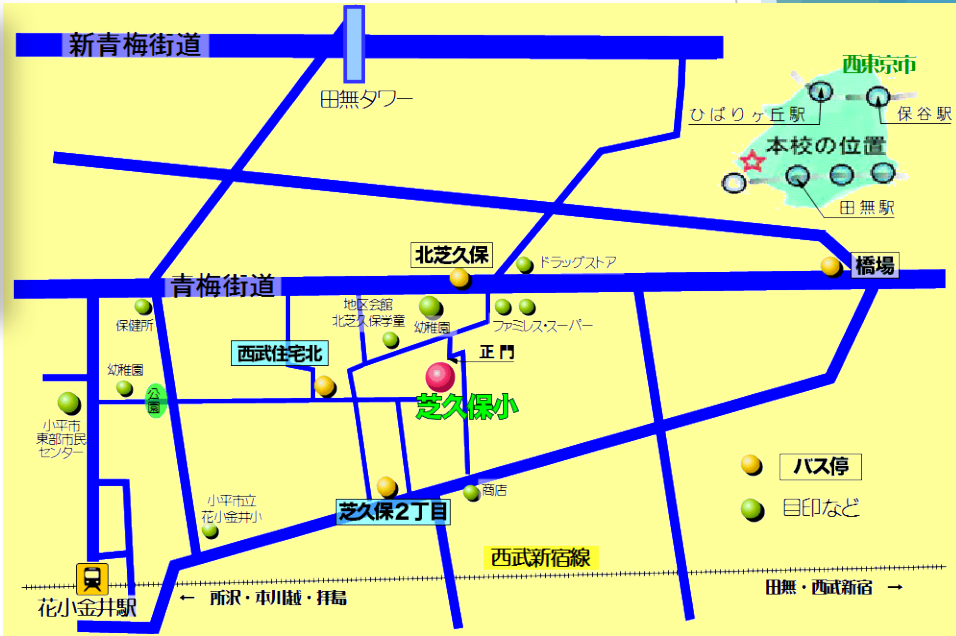 新青梅街道
田無タワー
西東京市
ひばりヶ丘駅
保谷駅
本校の位置
田無駅
北芝久保
ドラッグストア
橋場
青梅街道
保健所
地区会館
北芝久保学童
幼稚園
ファミレス・スーパー
正門
西武住宅北
幼稚園
公園
芝久保小
小平市
東部市民
センター
バス停
小平市立
花小金井小
商店
芝久保2丁目
目印など
西武新宿線
花小金井駅
← 所沢・本川越・拝島
田無・西武新宿 →